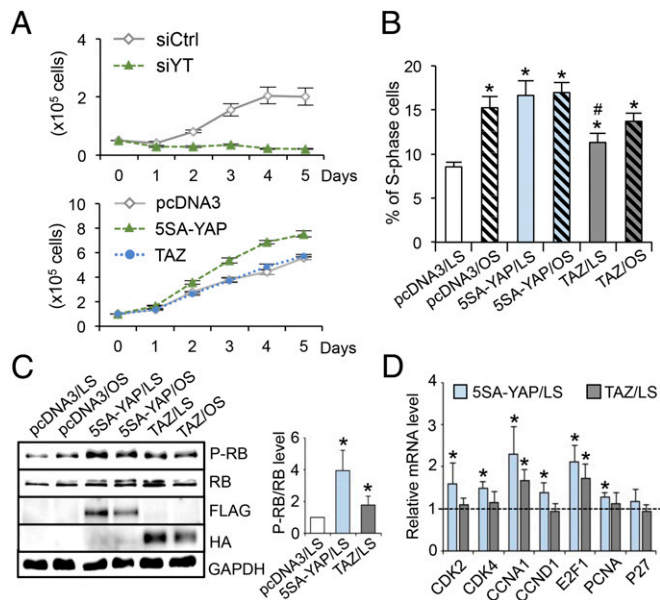 A
siCtrl
siYT
(x10⁵ cells)
6
4
2
0
0 1 2 3 4 5 Days
pcDNA3
5SA-YAP
TAZ
(x10⁵ cells)
10
8
6
4
2
0
0 1 2 3 4 5 Days
B
% of S-phase cells
20
15
10
5
0
* * * # * *
pcDNA3/LS
pcDNA3/OS
5SA-YAP/LS
5SA-YAP/OS
TAZ/LS
TAZ/OS
C
pcDNA3/LS
pcDNA3/OS
5SA-YAP/LS
5SA-YAP/OS
TAZ/LS
TAZ/OS
P-RB
RB
FLAG
HA
GAPDH
P-RB/RB level
6
4
2
0
* *
pcDNA3/LS
5SA-YAP/LS
TAZ/LS
D
5SA-YAP/LS
TAZ/LS
Relative mRNA level
4
3
2
1
0
* * * * * * * *
CDK2
CDK4
CCNA1
CCND1
E2F1
PCNA
P27